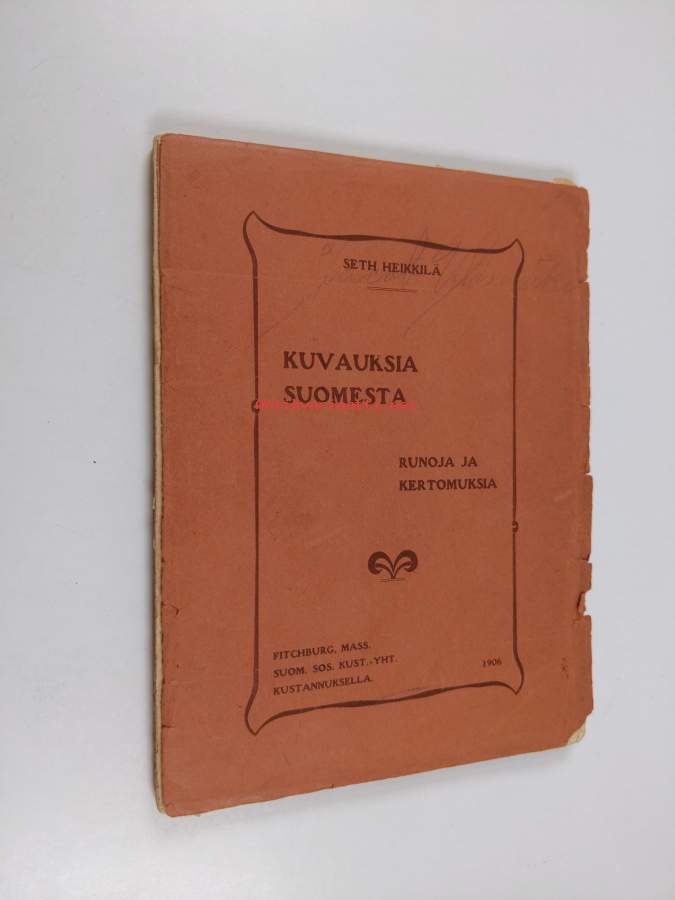 SETH HEIKKILÄ
KUVAUKSIA
SUOMESTA
RUNOJA JA
KERTOMUKSIA
FITCHBURG, MASS.
SUOM. SOS. KUST.-YHT.
KUSTANNUKSELLA.
1906